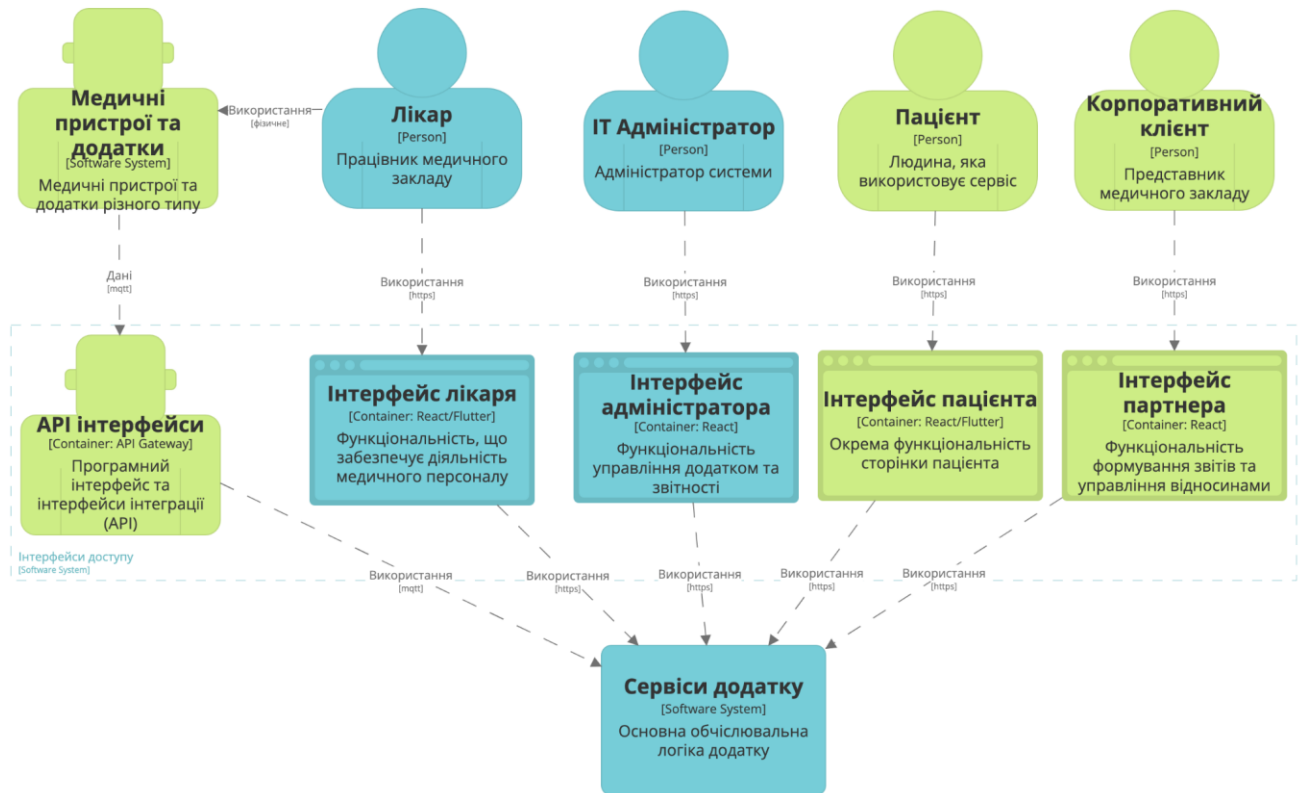 Медичні
пристрої та
додатки
[Software System]
Медичні пристрої та
додатки різного типу
Використання
[фізичне]
Лікар
[Person]
Працівник медичного
закладу
ІТ Адміністратор
[Person]
Адміністратор системи
Пацієнт
[Person]
Людина, яка
використовує сервіс
Корпоративний
клієнт
[Person]
Представник
медичного закладу
Дані
[mqtt]
Використання
[https]
Використання
[https]
Використання
[https]
Використання
[https]
API інтерфейси
[Container: API Gateway]
Програмний
інтерфейс та
інтерфейси інтеграції
(API)
Інтерфейс лікаря
[Container: React/Flutter]
Функціональність, що
забезпечує діяльність
медичного персоналу
Інтерфейс
адміністратора
[Container: React]
Функціональність
управління додатком та
звітності
Інтерфейс пацієнта
[Container: React/Flutter]
Окрема функціональність
сторінки пацієнта
Інтерфейс
партнера
[Container: React]
Функціональність
формування звітів та
управління відносинами
Інтерфейси доступу
[Software System]
Використання
[mqtt]
Використання
[https]
Використання
[https]
Використання
[https]
Використання
[https]
Сервіси додатку
[Software System]
Основна обчіслювальна
логіка додатку